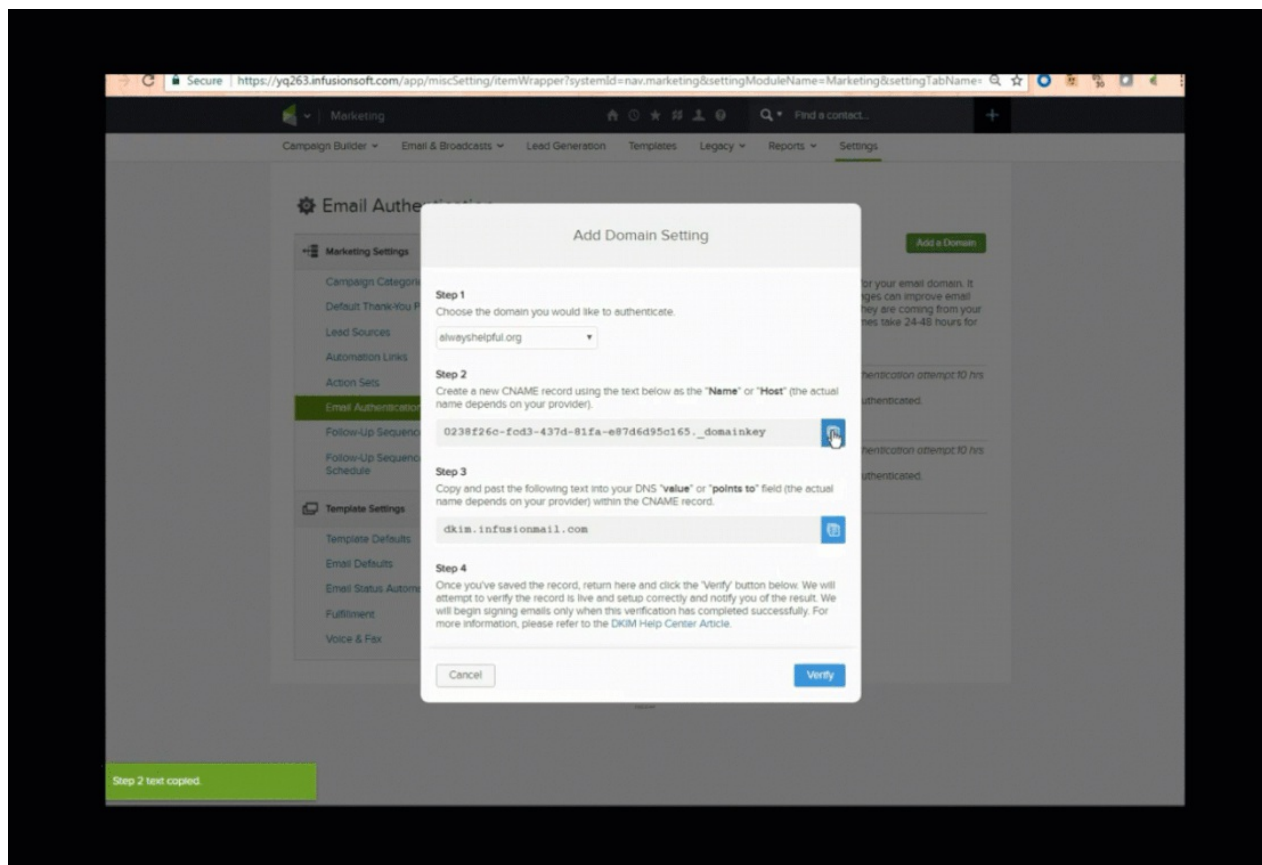 Secure | https://yq263.infusionsoft.com/app/miscSetting/itemWrapper?systemId=nav.marketing&settingModuleName=Marketing&settingTabName=
Marketing
Find a contact...
Campaign Builder
Email & Broadcasts
Lead Generation
Templates
Legacy
Reports
Settings
Email Authe
Add a Domain
Marketing Settings
Campaign Categori
Default Thank-You P
Lead Sources
Automation Links
Action Sets
Email Authentication
Follow-Up Sequenc
Follow-Up Sequenc
Schedule
Template Settings
Template Defaults
Email Defaults
Email Status Automa
Fulfillment
Voice & Fax
for your email domain. It
ges can improve email
hey are coming from your
mes take 24-48 hours for
hentication attempt:10 hrs
uthenticated.
hentication attempt:10 hrs
uthenticated.
Add Domain Setting
Step 1
Choose the domain you would like to authenticate.
alwayshelpful.org
Step 2
Create a new CNAME record using the text below as the "Name" or "Host" (the actual
name depends on your provider).
0238f26c-fcd3-437d-81fa-e87d6d95c165._domainkey
Step 3
Copy and past the following text into your DNS "value" or "points to" field (the actual
name depends on your provider) within the CNAME record.
dkim.infusionmail.com
Step 4
Once you've saved the record, return here and click the 'Verify' button below. We will
attempt to verify the record is live and setup correctly and notify you of the result. We
will begin signing emails only when this verification has completed successfully. For
more information, please refer to the DKIM Help Center Article.
Cancel
Verify
Step 2 text copied.